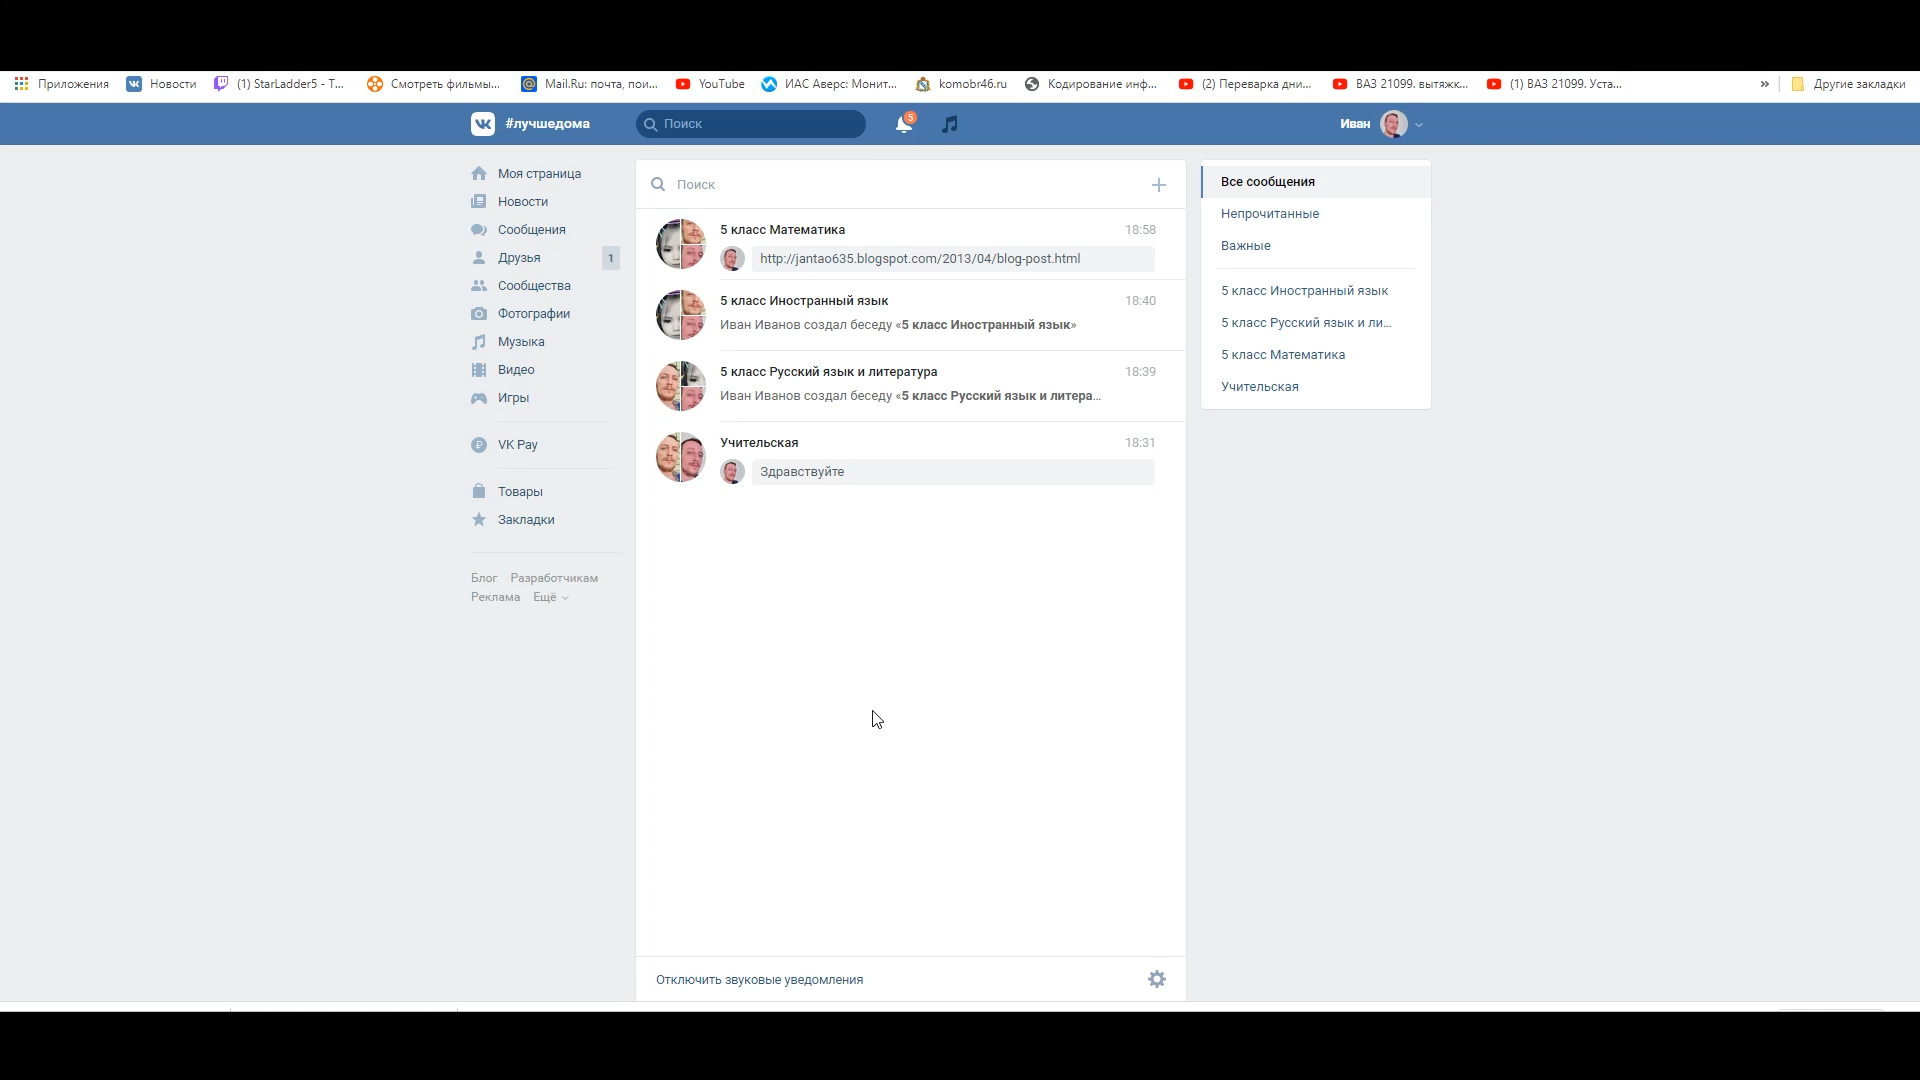 Приложения Новости (1) StarLadder5 - T... Смотреть фильмы... Mail.Ru: почта, пои... YouTube ИАС Аверс: Монит... komobr46.ru Кодирование инф... (2) Переварка дни... ВАЗ 21099. вытяжк... (1) ВАЗ 21099. Уста... » Другие закладки
#лучшедома Поиск 5 Иван
Моя страница
Новости
Сообщения
Друзья 1
Сообщества
Фотографии
Музыка
Видео
Игры
VK Pay
Товары
Закладки
Блог Разработчикам
Реклама Ещё
Поиск
5 класс Математика 18:58
http://jantao635.blogspot.com/2013/04/blog-post.html
5 класс Иностранный язык 18:40
Иван Иванов создал беседу «5 класс Иностранный язык»
5 класс Русский язык и литература 18:39
Иван Иванов создал беседу «5 класс Русский язык и литера...
Учительская 18:31
Здравствуйте
Отключить звуковые уведомления
Все сообщения
Непрочитанные
Важные
5 класс Иностранный язык
5 класс Русский язык и ли...
5 класс Математика
Учительская